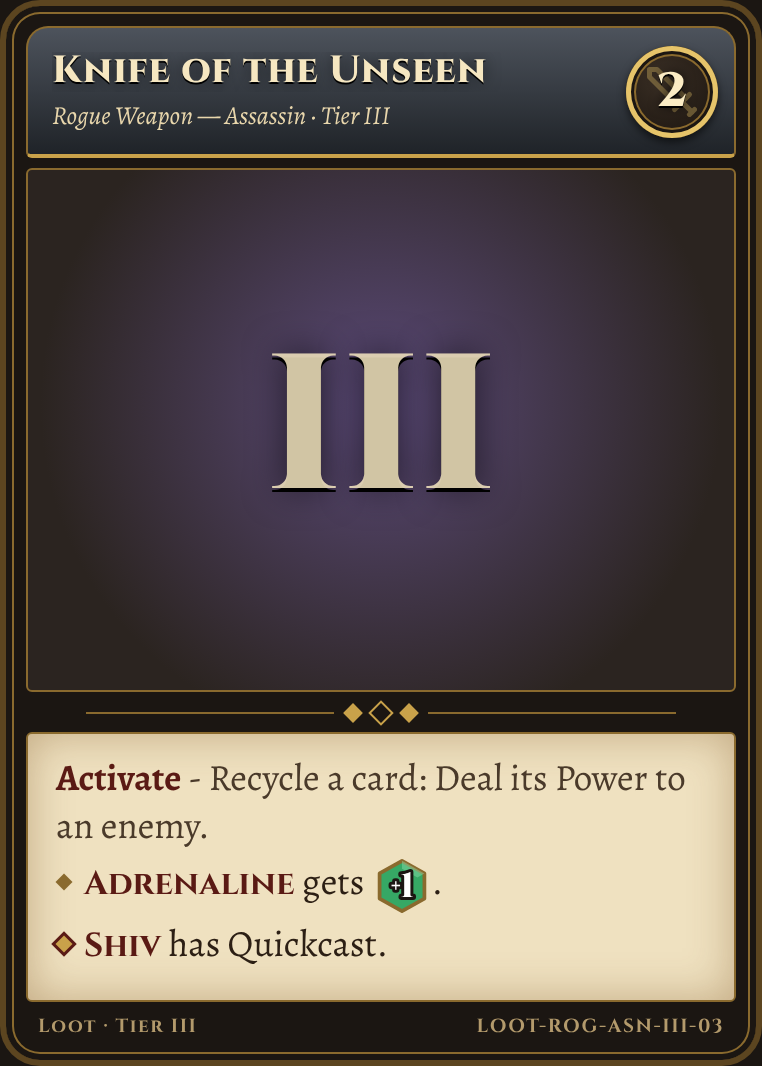 Knife of the Unseen
2
Rogue Weapon — Assassin · Tier III
III
Activate - Recycle a card: Deal its Power to
an enemy.
Adrenaline gets +1.
Shiv has Quickcast.
Loot · Tier III
LOOT-ROG-ASN-III-03